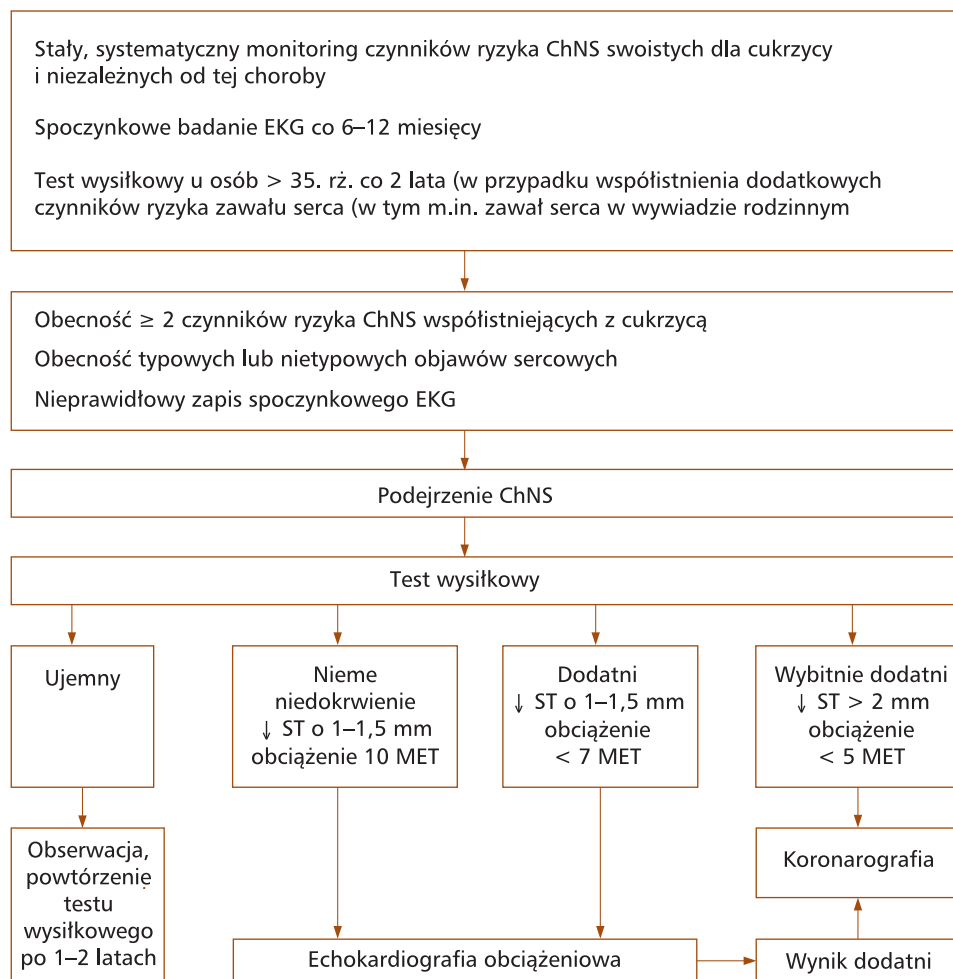 Stały, systematyczny monitoring czynników ryzyka ChNS swoistych dla cukrzycy
i niezależnych od tej choroby
Spoczynkowe badanie EKG co 6–12 miesięcy
Test wysiłkowy u osób > 35. rż. co 2 lata (w przypadku współistnienia dodatkowych
czynników ryzyka zawału serca (w tym m.in. zawał serca w wywiadzie rodzinnym
Obecność ≥ 2 czynników ryzyka ChNS współistniejących z cukrzycą
Obecność typowych lub nietypowych objawów sercowych
Nieprawidłowy zapis spoczynkowego EKG
Podejrzenie ChNS
Test wysiłkowy
Ujemny
Nieme
niedokrwienie
↓ ST o 1–1,5 mm
obciążenie 10 MET
Dodatni
↓ ST o 1–1,5 mm
obciążenie
< 7 MET
Wybitnie dodatni
↓ ST > 2 mm
obciążenie
< 5 MET
Obserwacja,
powtórzenie
testu
wysiłkowego
po 1–2 latach
Koronarografia
Echokardiografia obciążeniowa
Wynik dodatni